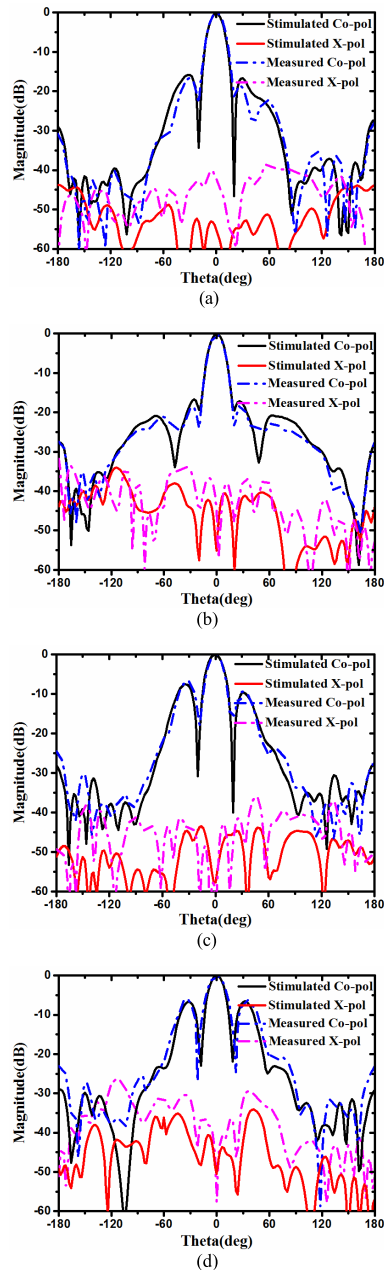 0
-10
-20
-30
-40
-50
-60
Magnitude(dB)
Stimulated Co-pol
Stimulated X-pol
Measured Co-pol
Measured X-pol
-180 -120 -60 0 60 120 180
Theta(deg)
(a)
0
-10
-20
-30
-40
-50
-60
Magnitude(dB)
Stimulated Co-pol
Stimulated X-pol
Measured Co-pol
Measured X-pol
-180 -120 -60 0 60 120 180
Theta(deg)
(b)
0
-10
-20
-30
-40
-50
-60
Magnitude(dB)
Stimulated Co-pol
Stimulated X-pol
Measured Co-pol
Measured X-pol
-180 -120 -60 0 60 120 180
Theta(deg)
(c)
0
-10
-20
-30
-40
-50
-60
Magnitude(dB)
Stimulated Co-pol
Stimulated X-pol
Measured Co-pol
Measured X-pol
-180 -120 -60 0 60 120 180
Theta(deg)
(d)